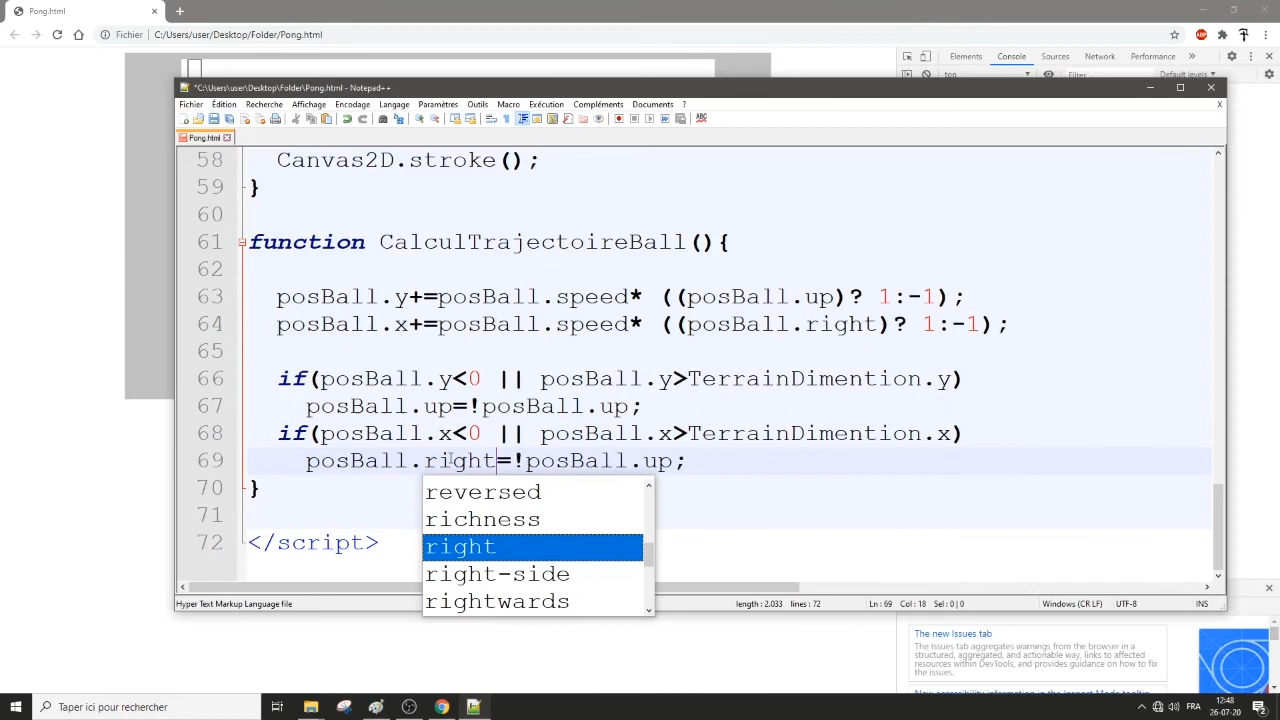 Pong.html
Fichier
C:/Users/user/Desktop/Folder/Pong.html
Elements Console Sources Network Performance
top Filter Default levels
*C:\Users\user\Desktop\Folder\Pong.html - Notepad++
Fichier Édition Recherche Affichage Encodage Langage Paramètres Outils Macro Exécution Compléments Documents ? X
Pong.html
58 Canvas2D.stroke();
59 }
60
61 function CalculTrajectoireBall(){
62
63 posBall.y+=posBall.speed* ((posBall.up)? 1:-1);
64 posBall.x+=posBall.speed* ((posBall.right)? 1:-1);
65
66 if(posBall.y<0 || posBall.y>TerrainDimention.y)
67 posBall.up=!posBall.up;
68 if(posBall.x<0 || posBall.x>TerrainDimention.x)
69 posBall.right=!posBall.up;
70 }
71
72 </script>
reversed
richness
right
right-side
rightwards
Hyper Text Markup Language file length : 2.033 lines : 72 Ln : 69 Col : 18 Sel : 0 | 0 Windows (CR LF) UTF-8 INS
The new Issues tab
The Issues tab aggregates warnings from the browser in a
structured, aggregated, and actionable way, links to affected
resources within DevTools, and provides guidance on how to fix
the issues.
Taper ici pour rechercher
FRA
12:48
26-07-20